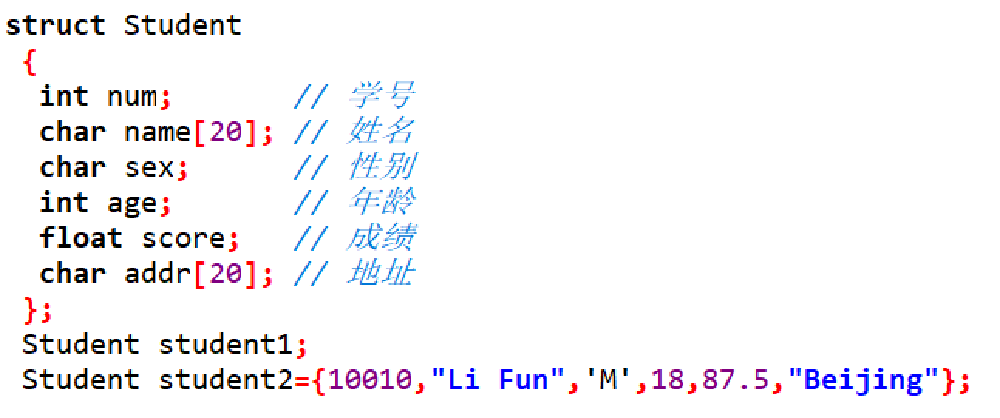 struct Student
{
int num; // 学号
char name[20]; // 姓名
char sex; // 性别
int age; // 年龄
float score; // 成绩
char addr[20]; // 地址
};
Student student1;
Student student2={10010,"Li Fun",'M',18,87.5,"Beijing"};